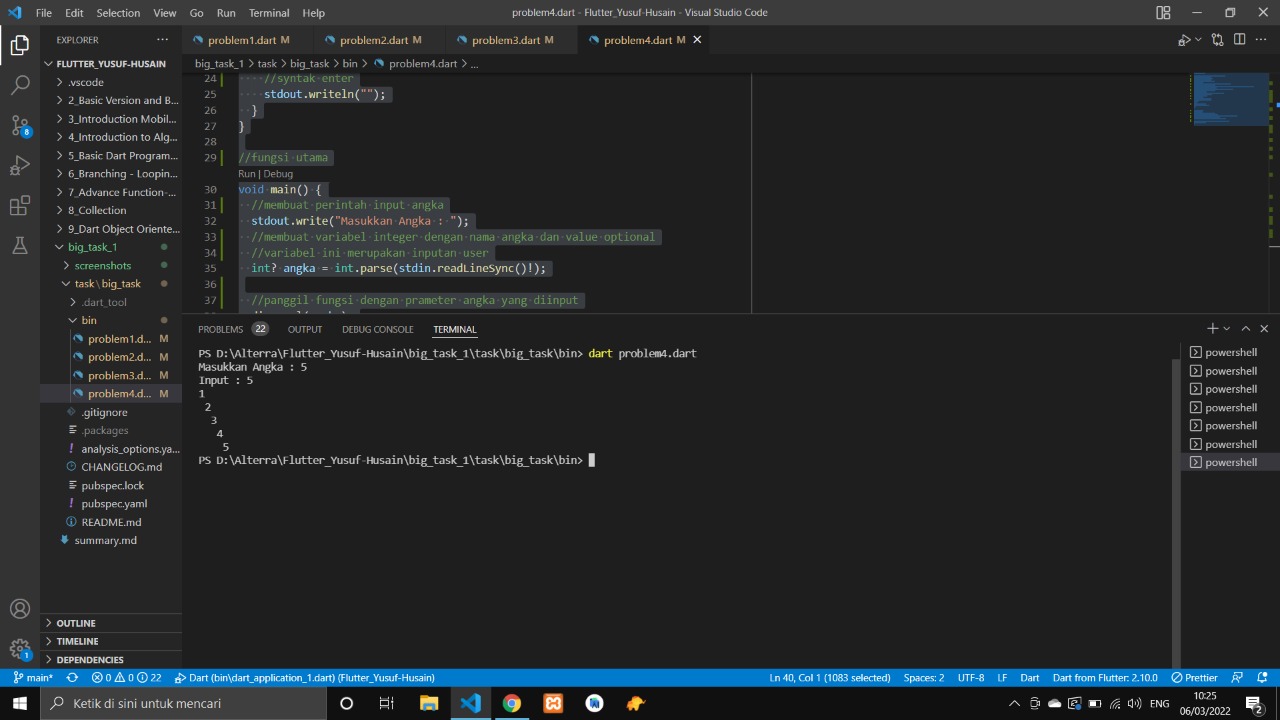 File Edit Selection View Go Run Terminal Help
problem4.dart - Flutter_Yusuf-Husain - Visual Studio Code
EXPLORER
problem1.dart M
problem2.dart M
problem3.dart M
problem4.dart M
FLUTTER_YUSUF-HUSAIN
.vscode
2_Basic Version and B...
3_Introduction Mobil...
4_Introduction to Alg...
5_Basic Dart Program...
6_Branching - Loopin...
7_Advance Function-...
8_Collection
9_Dart Object Oriente...
big_task_1
screenshots
task\big_task
.dart_tool
bin
problem1.d... M
problem2.d... M
problem3.d... M
problem4.d... M
.gitignore
.packages
analysis_options.ya...
CHANGELOG.md
pubspec.lock
pubspec.yaml
README.md
summary.md
OUTLINE
TIMELINE
DEPENDENCIES
8
1
big_task_1 > task > big_task > bin > problem4.dart > ...
24 //syntak enter
25 stdout.writeln("");
26 }
27 }
28
29 //fungsi utama
Run | Debug
30 void main() {
31 //membuat perintah input angka
32 stdout.write("Masukkan Angka : ");
33 //membuat variabel integer dengan nama angka dan value optional
34 //variabel ini merupakan inputan user
35 int? angka = int.parse(stdin.readLineSync()!);
36
37 //panggil fungsi dengan prameter angka yang diinput
PROBLEMS 22 OUTPUT DEBUG CONSOLE TERMINAL
PS D:\Alterra\Flutter_Yusuf-Husain\big_task_1\task\big_task\bin> dart problem4.dart
Masukkan Angka : 5
Input : 5
1
2
3
4
5
PS D:\Alterra\Flutter_Yusuf-Husain\big_task_1\task\big_task\bin>
powershell
powershell
powershell
powershell
powershell
powershell
powershell
main* 0 0 22 Dart (bin\dart_application_1.dart) (Flutter_Yusuf-Husain)
Ln 40, Col 1 (1083 selected) Spaces: 2 UTF-8 LF Dart Dart from Flutter: 2.10.0 Prettier
Ketik di sini untuk mencari
ENG
10:25
06/03/2022
2